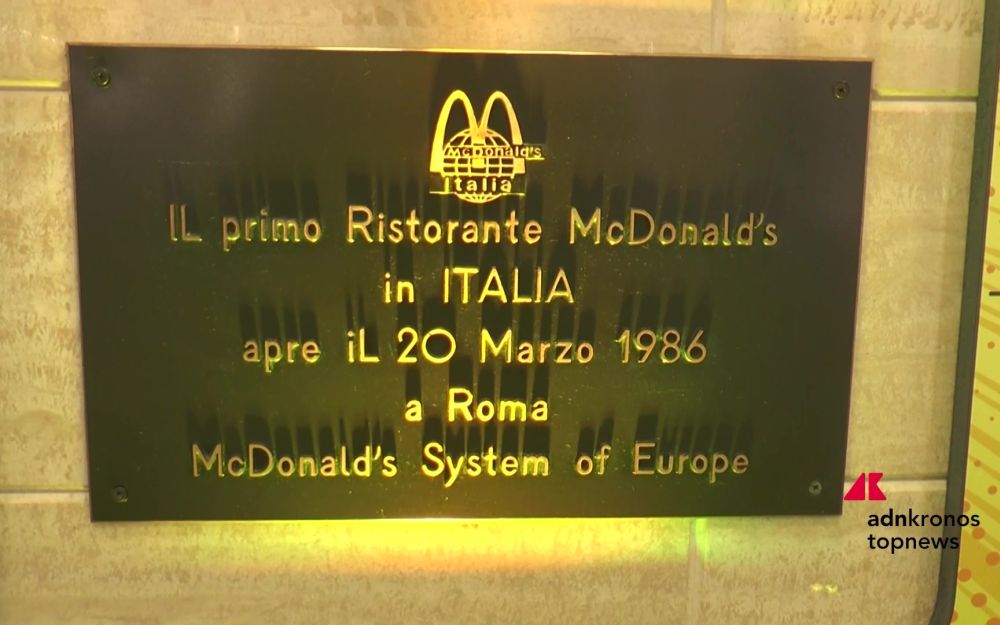 McDonald's
Italia
IL primo Ristorante McDonald's
in ITALIA
apre iL 20 Marzo 1986
a Roma
McDonald's System of Europe
adnkronos
topnews